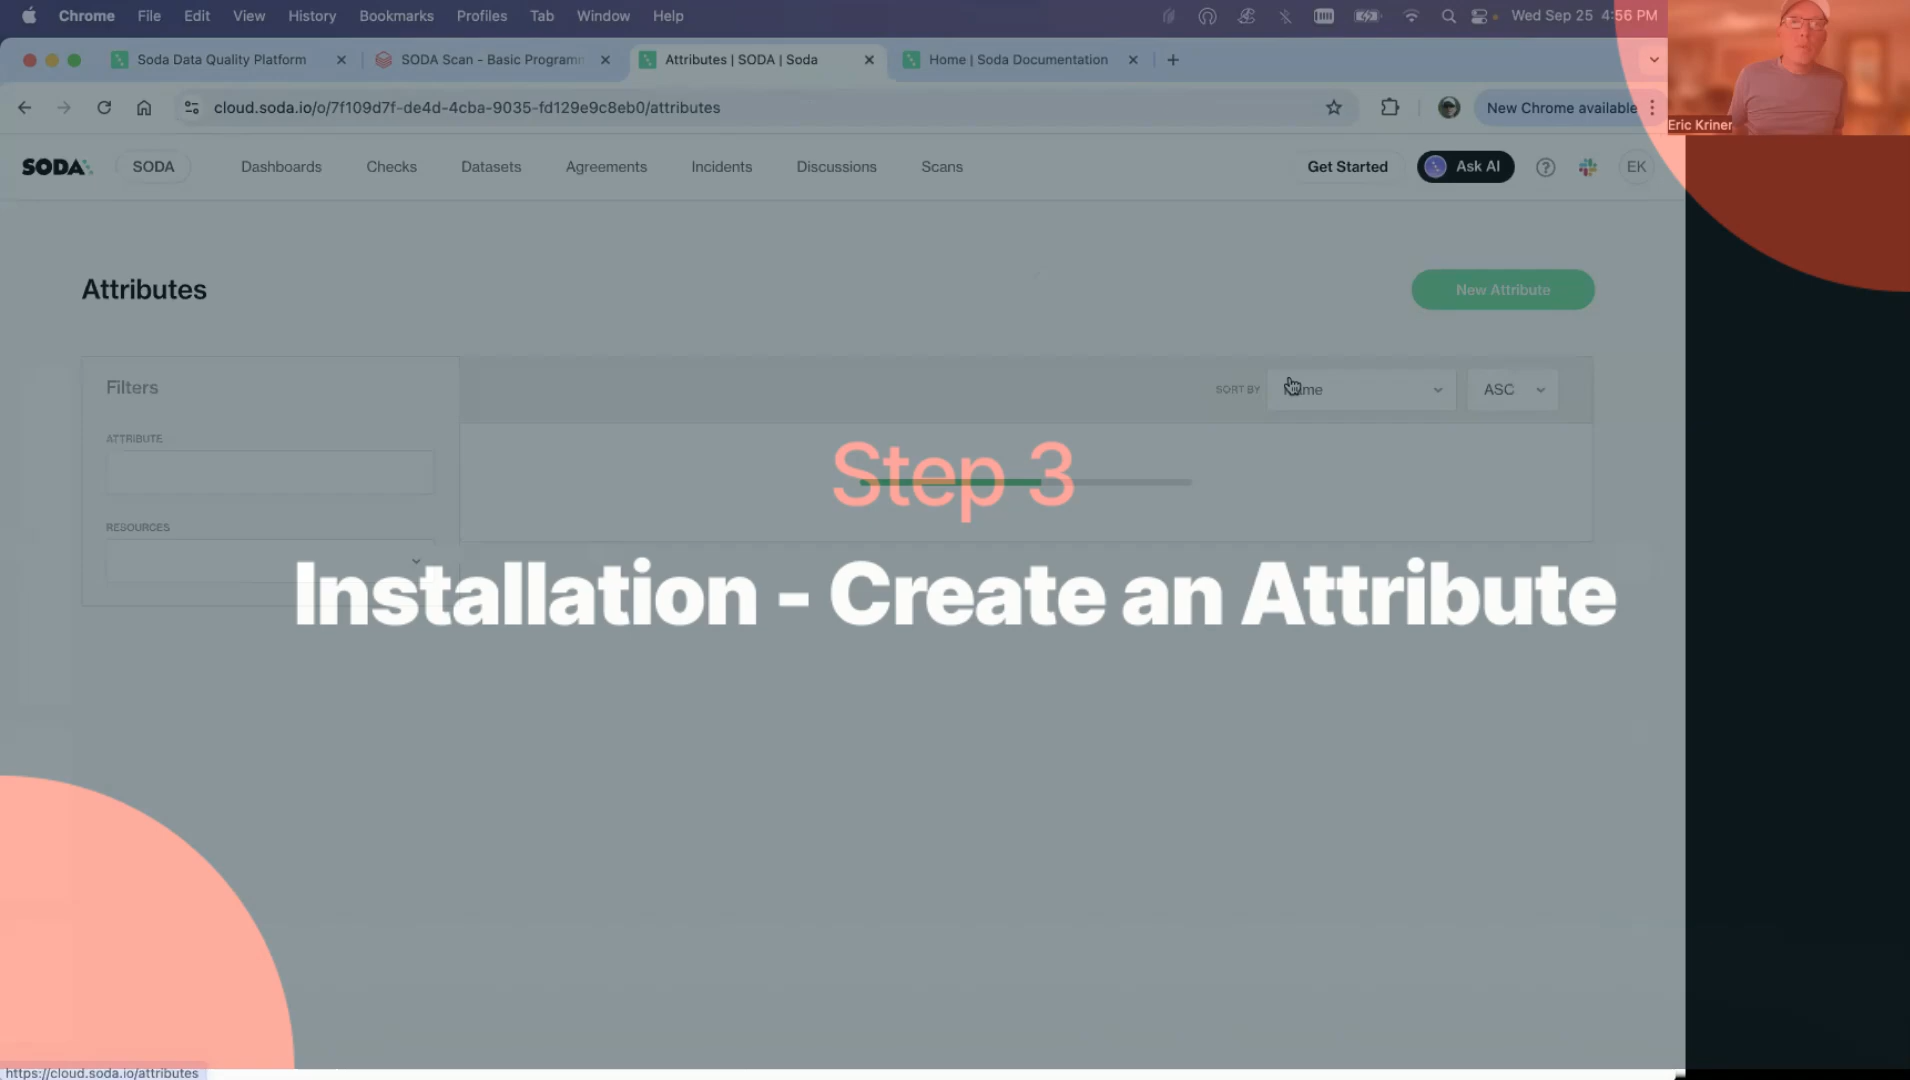 Chrome File Edit View History Bookmarks Profiles Tab Window Help Wed Sep 25 4:56 PM
Soda Data Quality Platform SODA Scan - Basic Programm Attributes | SODA | Soda Home | Soda Documentation
cloud.soda.io/o/7f109d7f-de4d-4cba-9035-fd129e9c8eb0/attributes New Chrome available
Eric Kriner
SODA SODA Dashboards Checks Datasets Agreements Incidents Discussions Scans Get Started Ask AI EK
Attributes New Attribute
Filters SORT BY Name ASC
ATTRIBUTE
Step 3
RESOURCES
Installation - Create an Attribute
https://cloud.soda.io/attributes